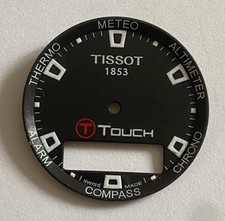 METEO
ALTIMETER
CHRONO
COMPASS
ALARM
THERMO
TISSOT
1853
T TOUCH
SWISS MADE